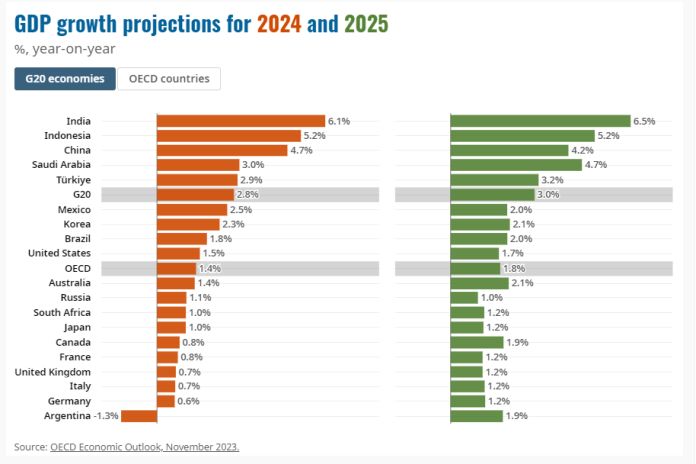 GDP growth projections for 2024 and 2025
%, year-on-year
G20 economies OECD countries
India 6.1% 6.5%
Indonesia 5.2% 5.2%
China 4.7% 4.2%
Saudi Arabia 3.0% 4.7%
Türkiye 2.9% 3.2%
G20 2.8% 3.0%
Mexico 2.5% 2.0%
Korea 2.3% 2.1%
Brazil 1.8% 2.0%
United States 1.5% 1.7%
OECD 1.4% 1.8%
Australia 1.4% 2.1%
Russia 1.1% 1.0%
South Africa 1.0% 1.2%
Japan 1.0% 1.2%
Canada 0.8% 1.9%
France 0.8% 1.2%
United Kingdom 0.7% 1.2%
Italy 0.7% 1.2%
Germany 0.6% 1.2%
Argentina -1.3% 1.9%
Source: OECD Economic Outlook, November 2023.